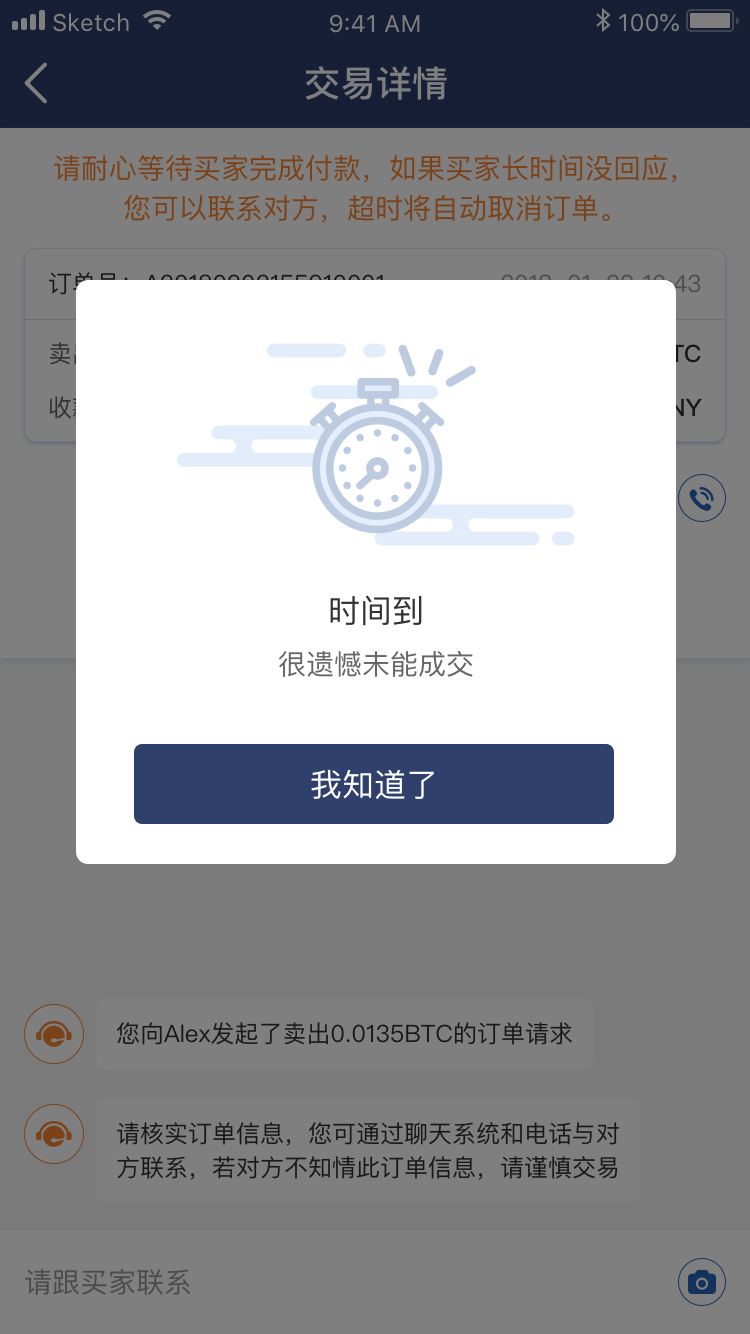 Sketch 9:41 AM 100%
交易详情
请耐心等待买家完成付款，如果买家长时间没回应，
您可以联系对方，超时将自动取消订单。
订单号：
43
卖
TC
收
NY
时间到
很遗憾未能成交
我知道了
您向Alex发起了卖出0.0135BTC的订单请求
请核实订单信息，您可通过聊天系统和电话与对
方联系，若对方不知情此订单信息，请谨慎交易
请跟买家联系